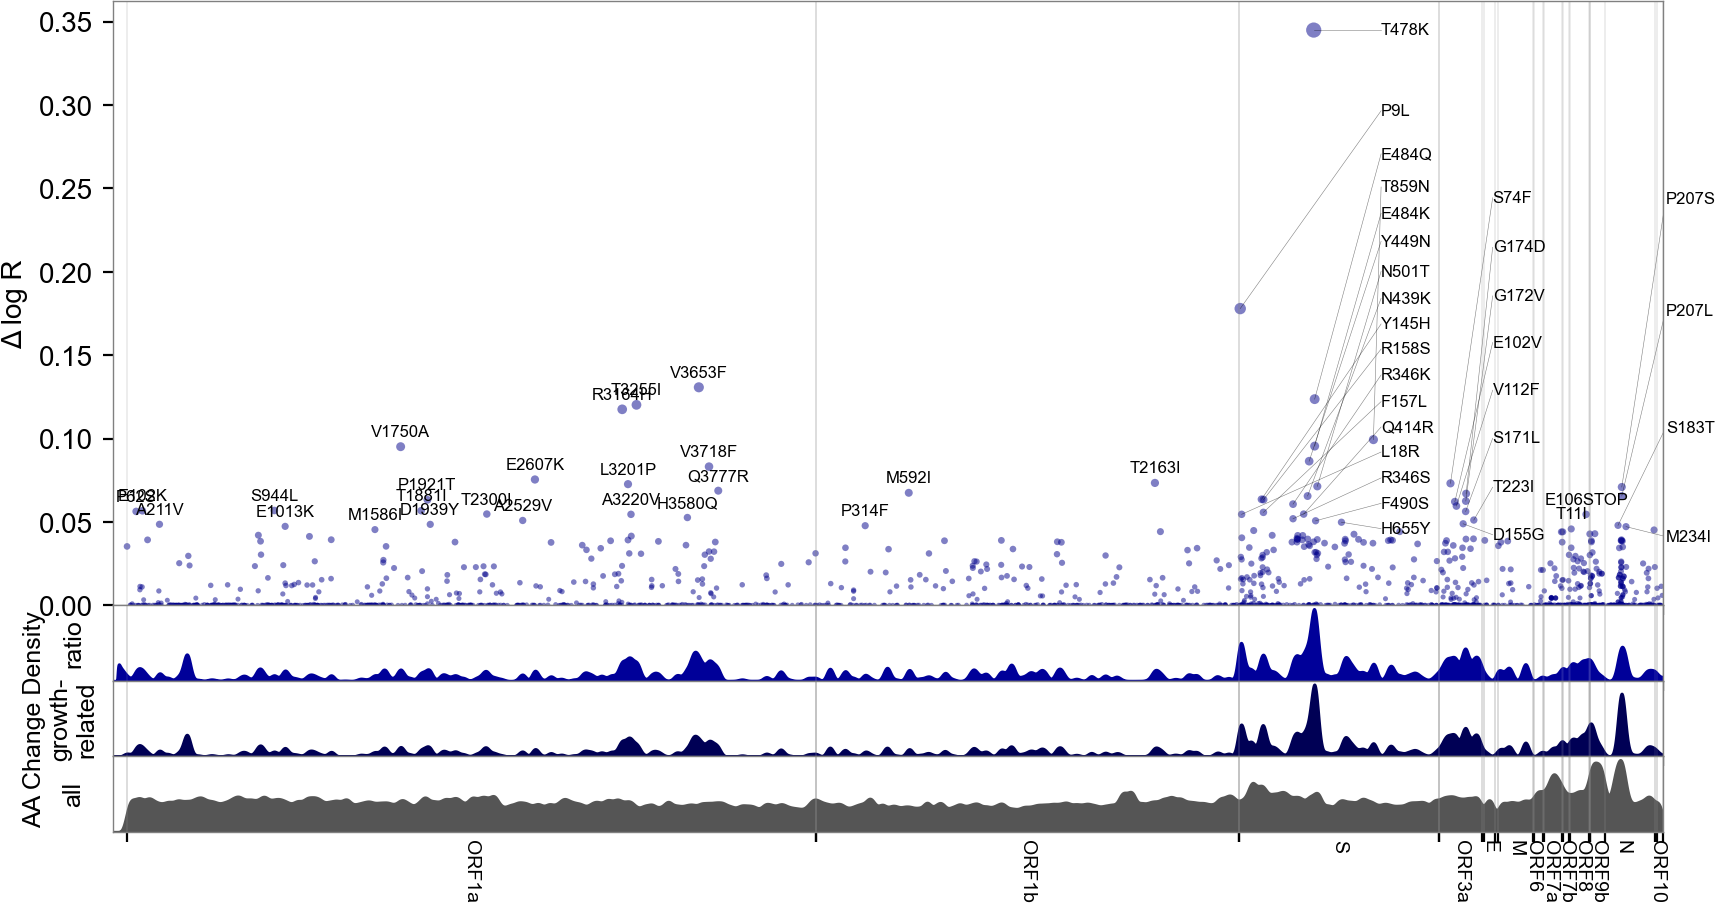 0.35
0.30
0.25
0.20
0.15
0.10
0.05
0.00
Δ log R
T478K
P9L
E484Q
T859N
E484K
Y449N
N501T
N439K
Y145H
R158S
R346K
F157L
Q414R
L18R
R346S
F490S
H655Y
S74F
G174D
G172V
E102V
V112F
S171L
T223I
D155G
P207S
P207L
S183T
M234I
E106STOP
T11I
V3653F
T3255I
R3164H
V1750A
V3718F
E2607K
L3201P
Q3777R
P1921T
T1881I
T2300I
A2529V
A3220V
H3580Q
D1939Y
M1586I
S944L
E1013K
E102K
A211V
M592I
P314F
T2163I
AA Change Density
ratio
growth-
related
all
ORF1a
ORF1b
S
ORF3a
E
M
ORF6
ORF7a
ORF7b
ORF8
ORF9b
N
ORF10